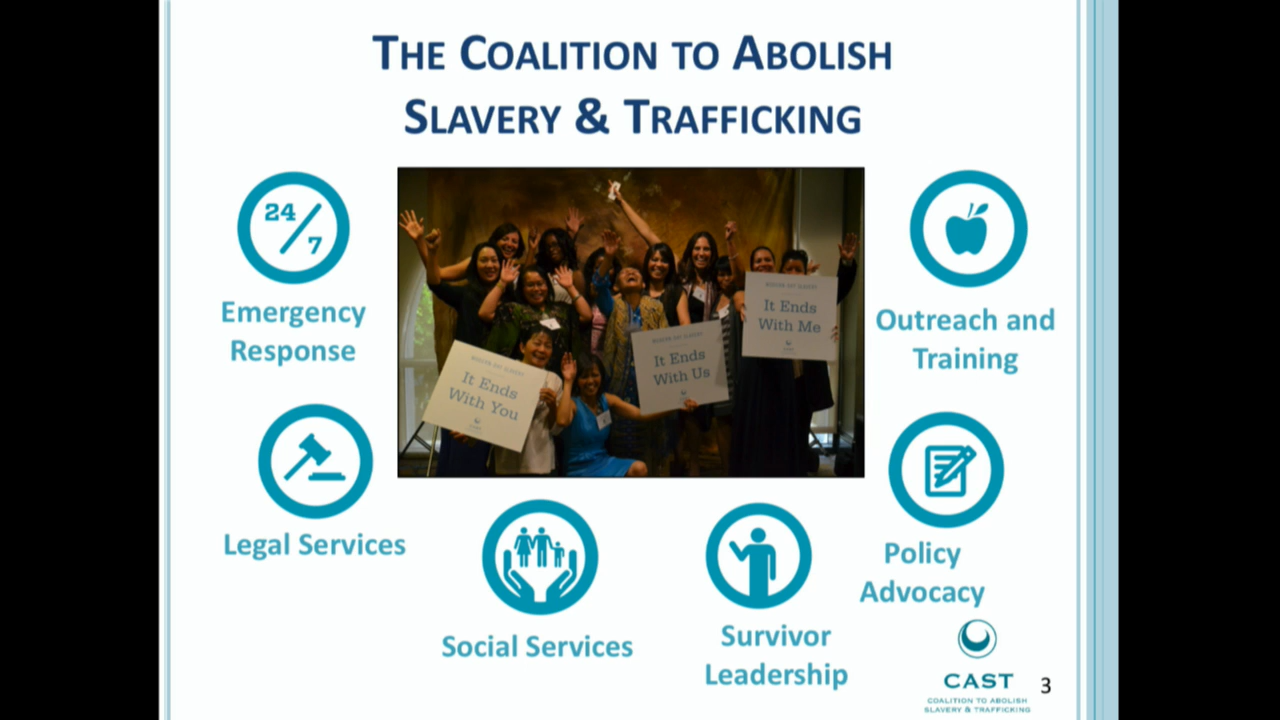 THE COALITION TO ABOLISH
SLAVERY & TRAFFICKING
24
/
7
Emergency
Response
Legal Services
Social Services
Survivor
Leadership
Outreach and
Training
Policy
Advocacy
It Ends
With You
It Ends
With Us
It Ends
With Me
CAST
COALITION TO ABOLISH
SLAVERY & TRAFFICKING
3